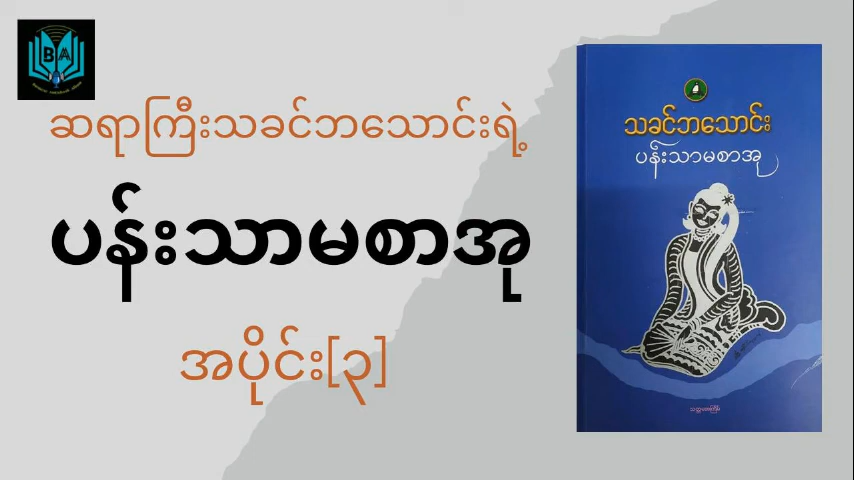 BA
ဆရာကြီးသခင်ဘသောင်းရဲ့
ပန်းသာမစာအု
အပိုင်း[၃]
သခင်ဘသောင်း
ပန်းသာမစာအု